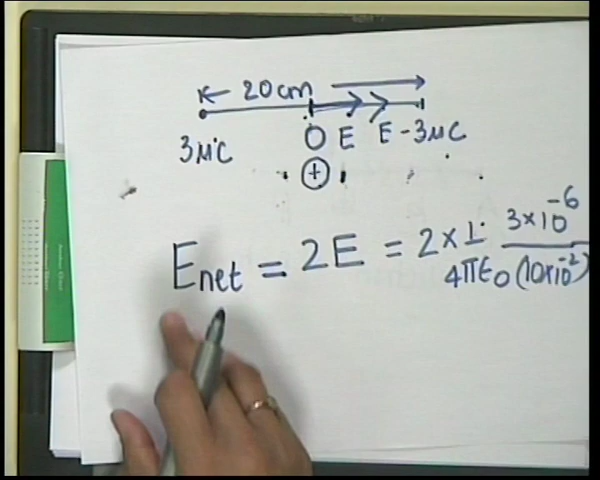 20cm
3μC O E E -3μC
+
Enet = 2E = 2 × 1/4πϵ0 3×10^-6/(10×10^-2)